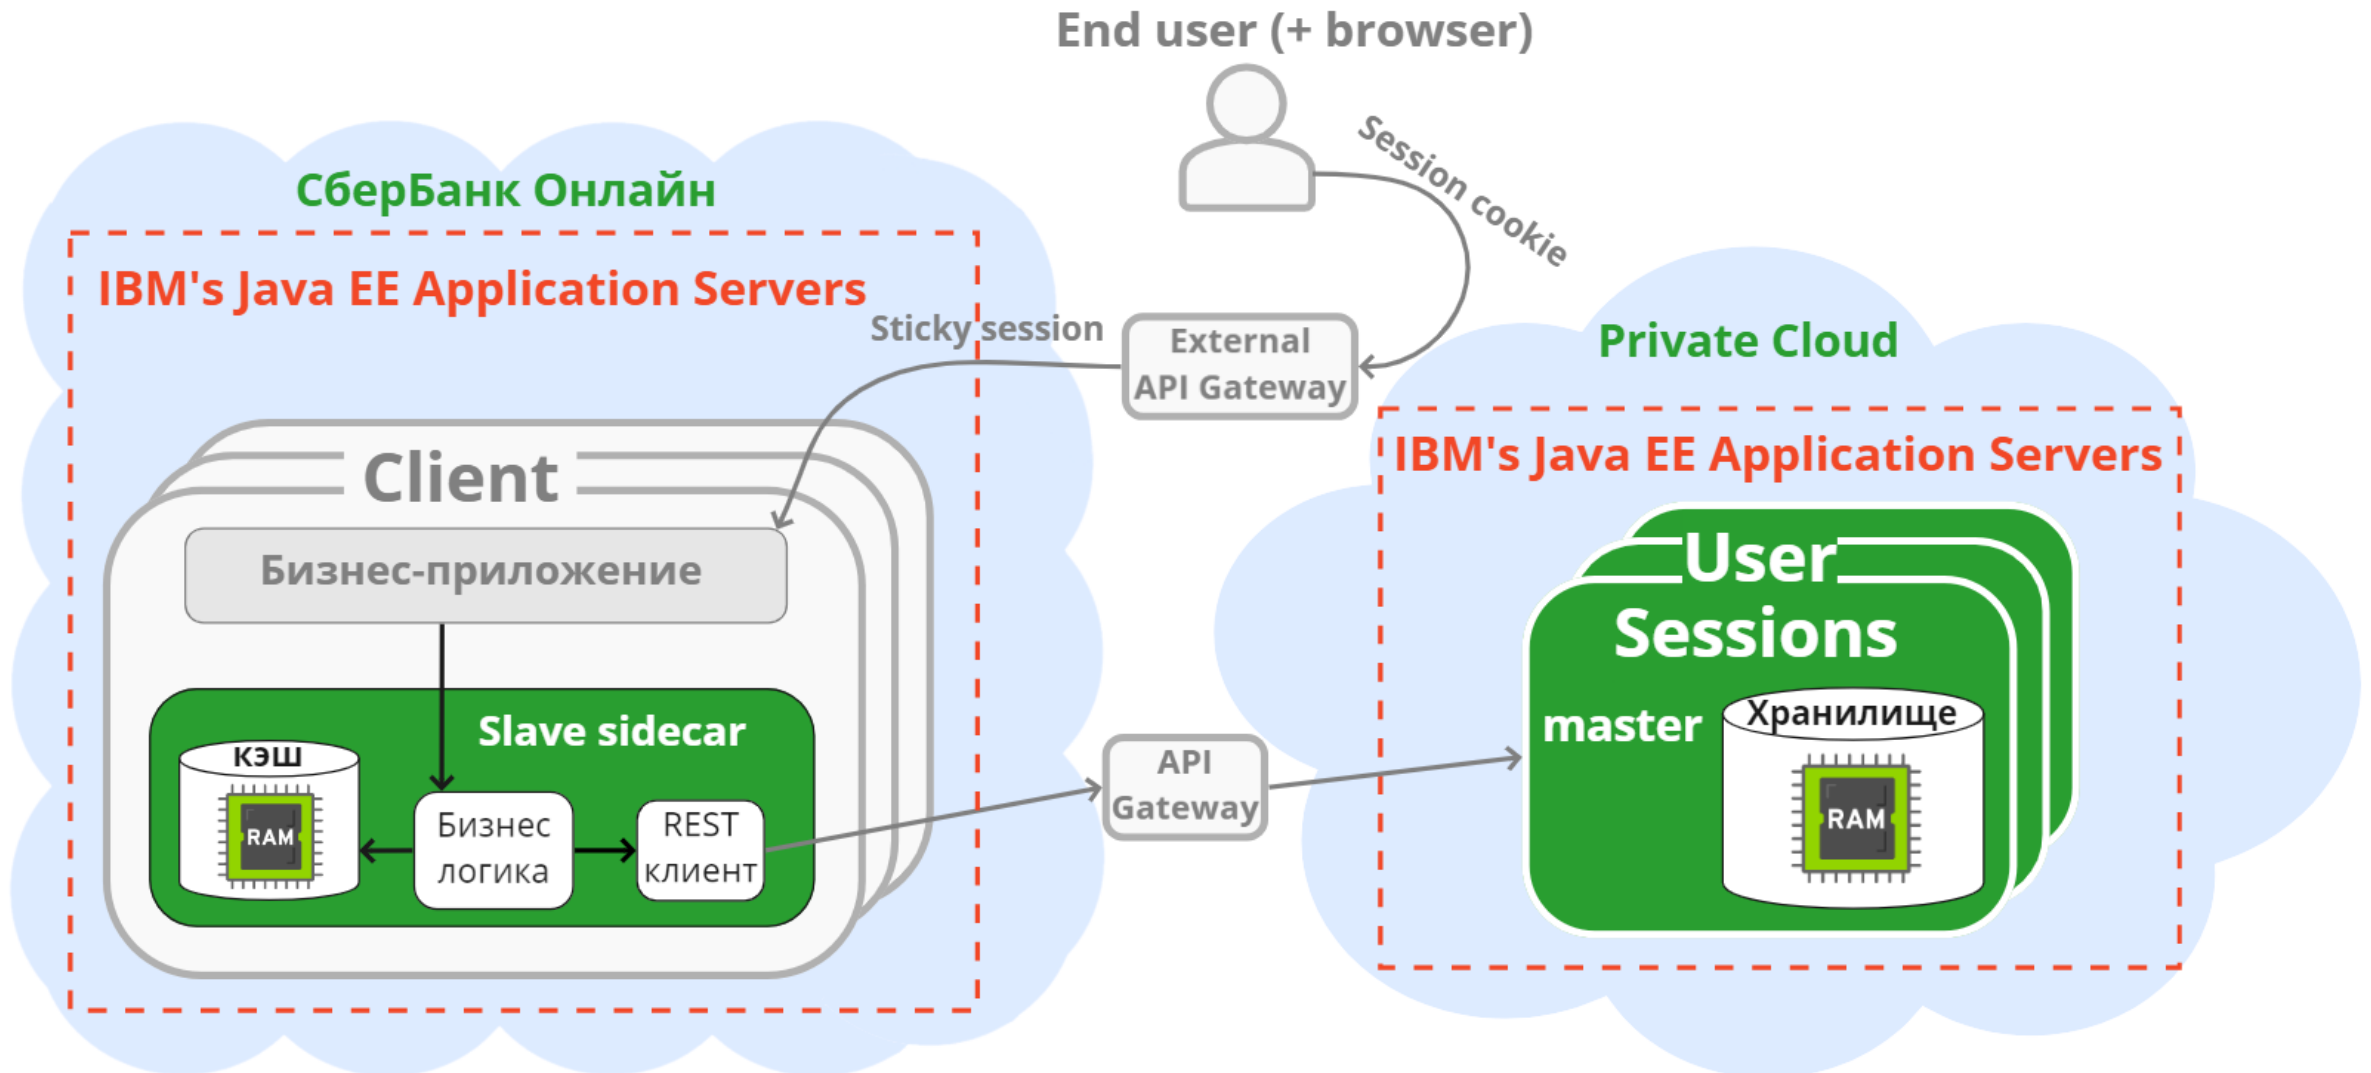 End user (+ browser)
Session cookie
СберБанк Онлайн
IBM's Java EE Application Servers
Sticky session
External
API Gateway
Private Cloud
IBM's Java EE Application Servers
Client
Бизнес-приложение
Slave sidecar
кэш
RAM
Бизнес
логика
REST
клиент
API
Gateway
User
Sessions
master
Хранилище
RAM